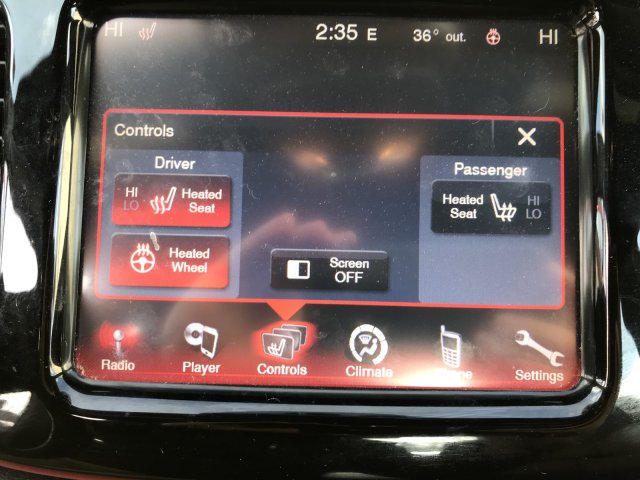 HI 2:35 E 36° out. HI
Controls
Driver
Passenger
HI
LO
Heated
Seat
Heated
Seat
HI
LO
Heated
Wheel
Screen
OFF
Radio
Player
Controls
Climate
Settings